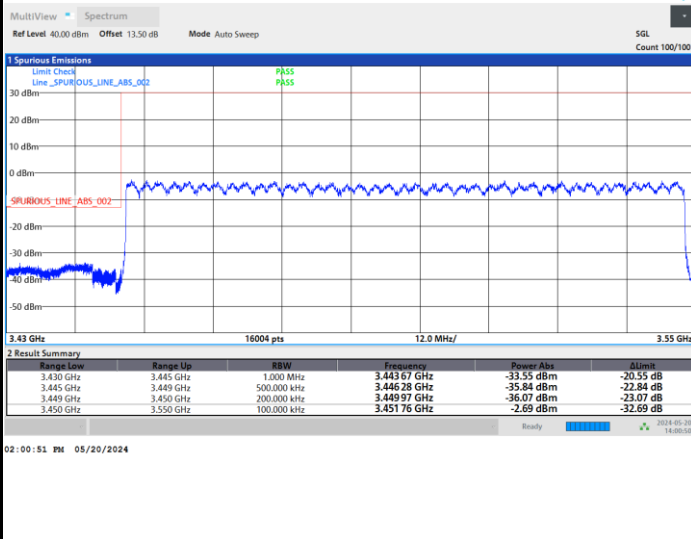 MultiView Spectrum
Ref Level 40.00 dBm Offset 13.50 dB Mode Auto Sweep SGL
Count 100/100
1 Spurious Emissions
Limit Check PASS
Line _SPURIOUS_LINE_ABS_002 PASS
30 dBm
20 dBm
10 dBm
0 dBm
_SPURIOUS_LINE_ABS_002
-20 dBm
-30 dBm
-40 dBm
-50 dBm
3.43 GHz 16004 pts 12.0 MHz/ 3.55 GHz
2 Result Summary
Range Low Range Up RBW Frequency Power Abs ΔLimit
3.430 GHz 3.445 GHz 1.000 MHz 3.443 67 GHz -33.55 dBm -20.55 dB
3.445 GHz 3.449 GHz 500.000 kHz 3.446 28 GHz -35.84 dBm -22.84 dB
3.449 GHz 3.450 GHz 200.000 kHz 3.449 97 GHz -36.07 dBm -23.07 dB
3.450 GHz 3.550 GHz 100.000 kHz 3.451 76 GHz -2.69 dBm -32.69 dB
Ready 2024-05-20
14:00:50
02:00:51 PM 05/20/2024